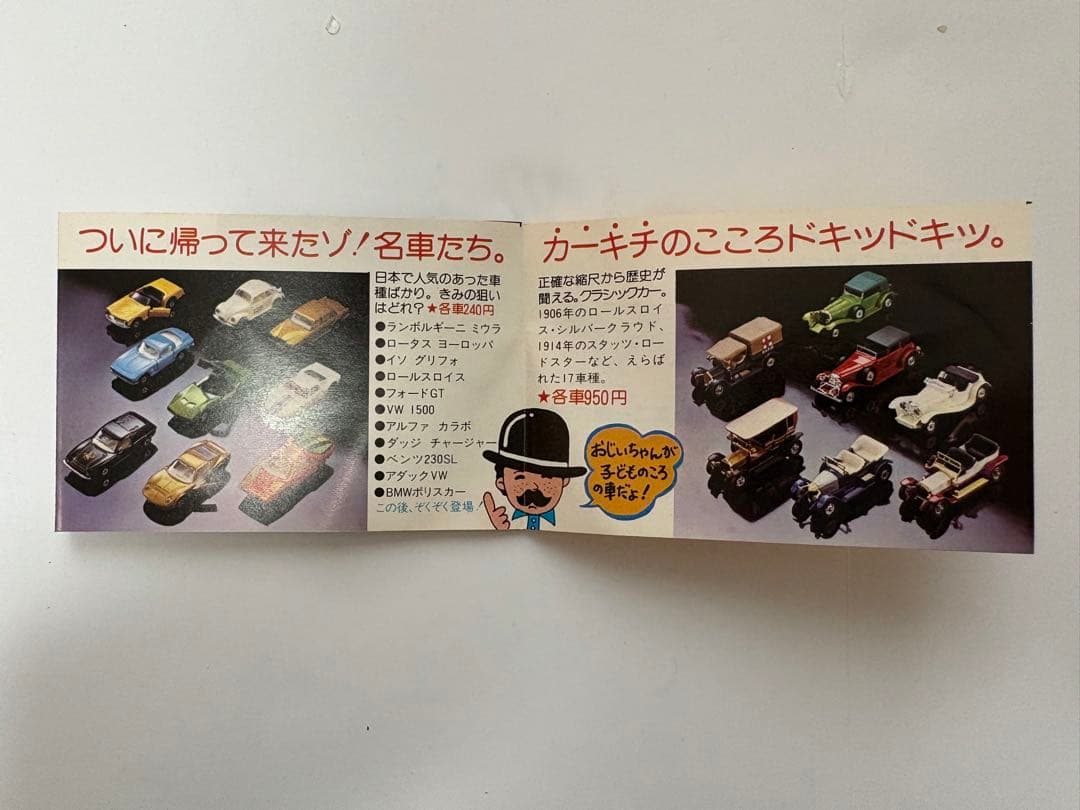 ついに帰って来たゾ!名車たち。
日本で人気のあった車
種ばかり。きみの狙い
はどれ?★各車240円
●ランボルギーニ ミウラ
●ロータス ヨーロッパ
●イソ グリフォ
●ロールスロイス
●フォードGT
●VW 1500
●アルファ カラボ
●ダッジ チャージャー
●ベンツ230SL
●アダックVW
●BMWポリスカー
この後、ぞくぞく登場!
カーキチのこころドキッドキッ。
正確な縮尺から歴史が
聞える。クラシックカー。
1906年のロールスロイ
ス・シルバークラウド、
1914年のスタッツ・ロー
ドスターなど、えらば
れた17車種。
★各車950円
おじいちゃんが
子どものころ
の車だよ!